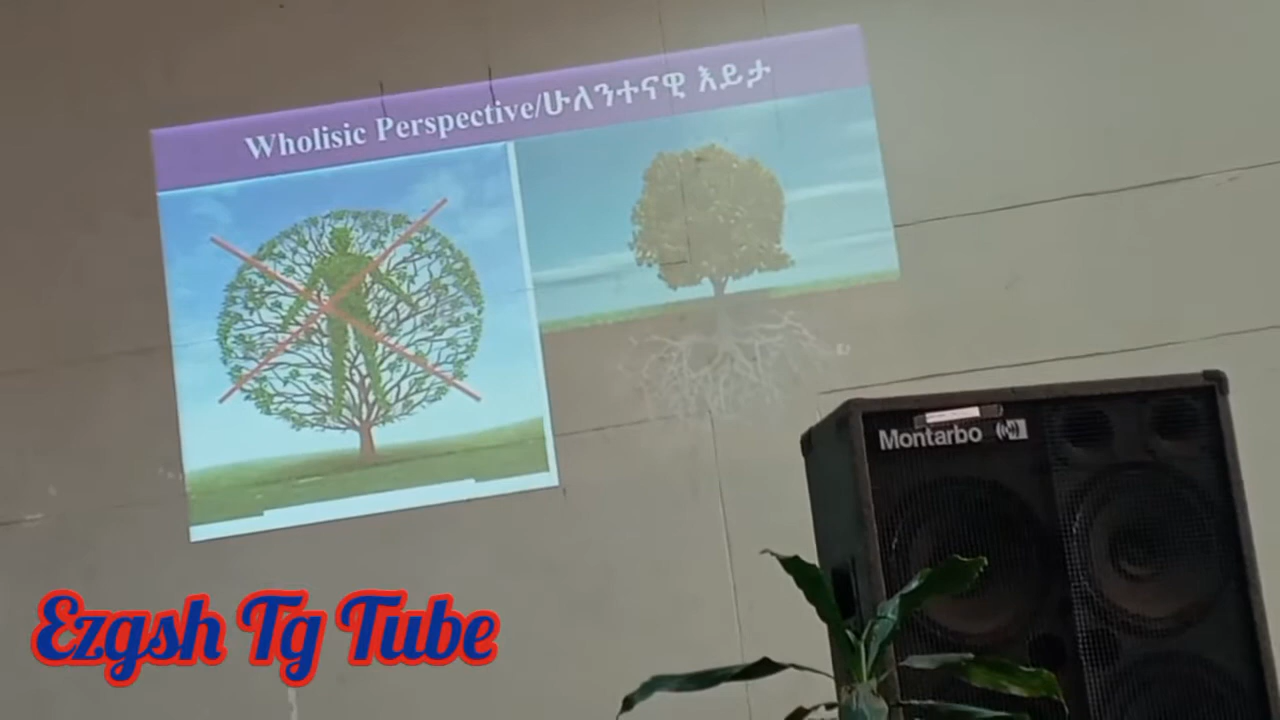 Wholisic Perspective/ሁለንተናዊ እይታ
Montarbo
Ezgsh Tg Tube